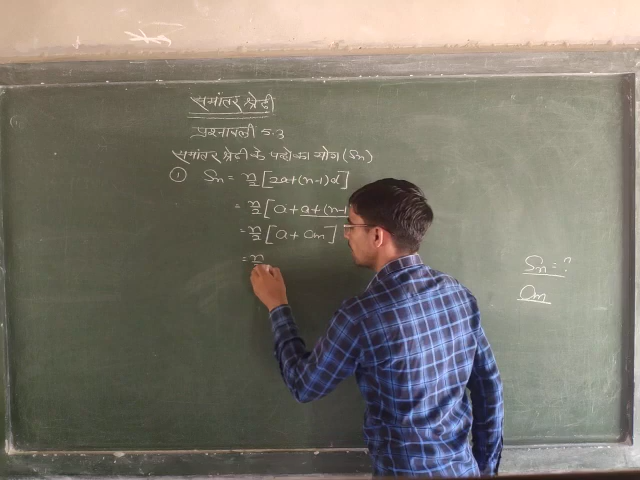 समांतर श्रेढ़ी
प्रश्नावली 5.3
समांतर श्रेढ़ी के पदों का योग (Sn)
① Sn = n/2 [2a+(n-1)d]
= n/2 [a + a + (n-1
= n/2 [a + an]
= n
Sn = ?
an